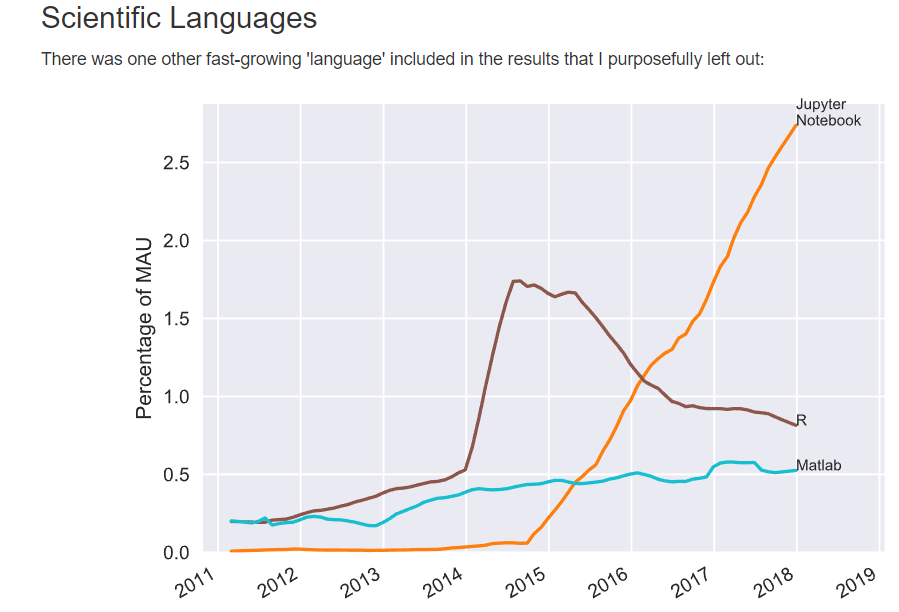 Scientific Languages
There was one other fast-growing 'language' included in the results that I purposefully left out:
Jupyter
Notebook
2.5
2.0
1.5
1.0
0.5
0.0
Percentage of MAU
R
Matlab
2011
2012
2013
2014
2015
2016
2017
2018
2019